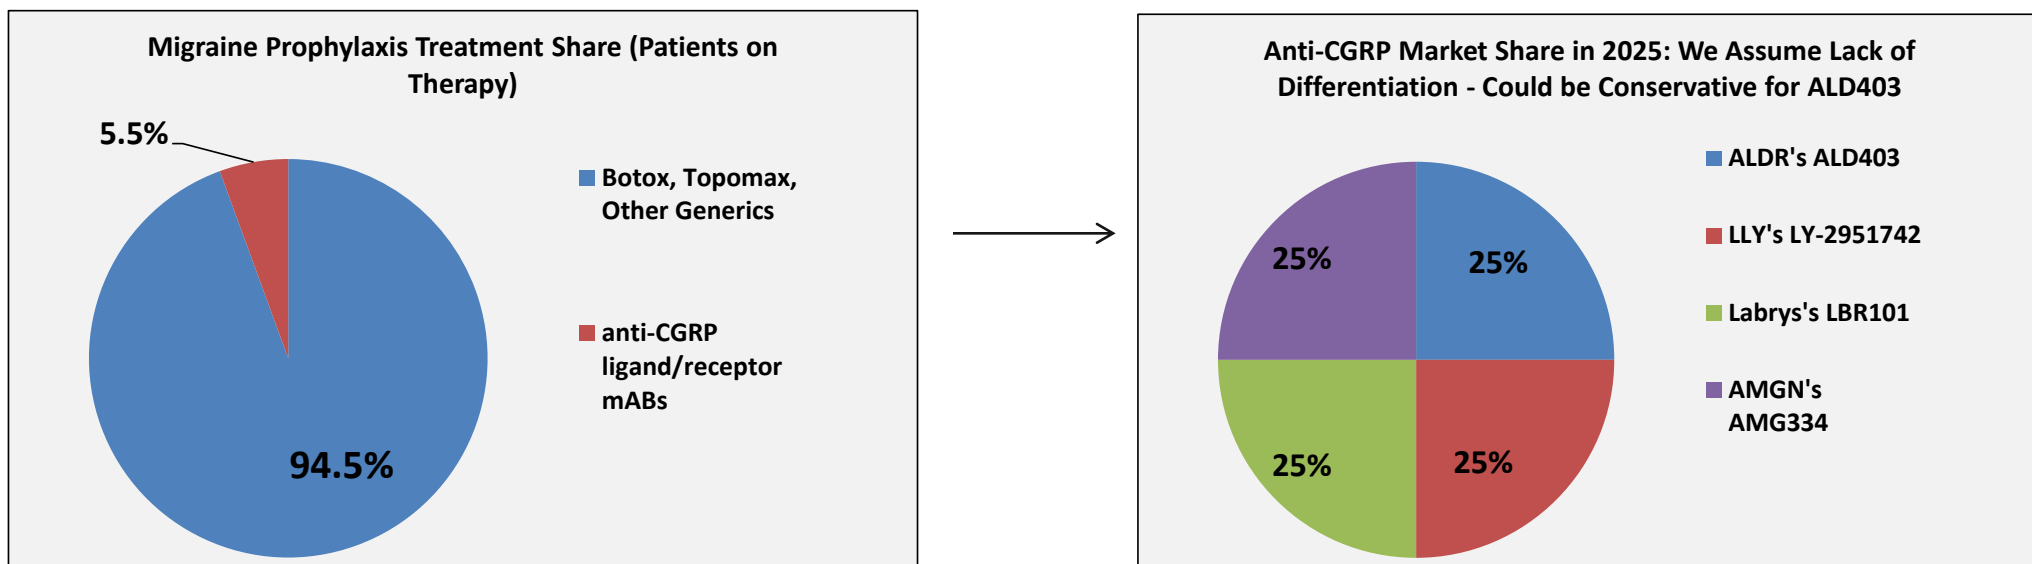 Migraine Prophylaxis Treatment Share (Patients on
Therapy)
5.5%
94.5%
Botox, Topomax,
Other Generics
anti-CGRP
ligand/receptor
mABs
Anti-CGRP Market Share in 2025: We Assume Lack of
Differentiation - Could be Conservative for ALD403
25%
25%
25%
25%
ALDR's ALD403
LLY's LY-2951742
Labrys's LBR101
AMGN's
AMG334